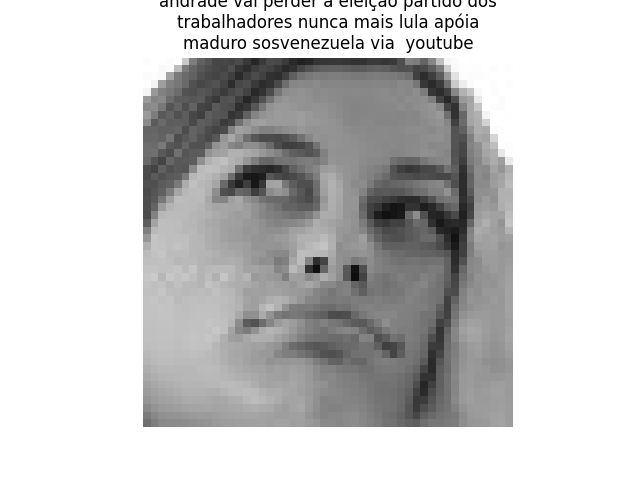 andrade vai perder a eleição partido dos
trabalhadores nunca mais lula apóia
maduro sosvenezuela via  youtube